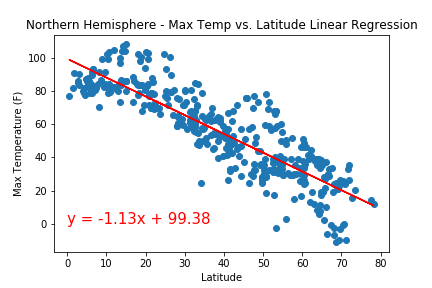 Northern Hemisphere - Max Temp vs. Latitude Linear Regression
Max Temperature (F)
100
80
60
40
20
0
y = -1.13x + 99.38
0 10 20 30 40 50 60 70 80
Latitude